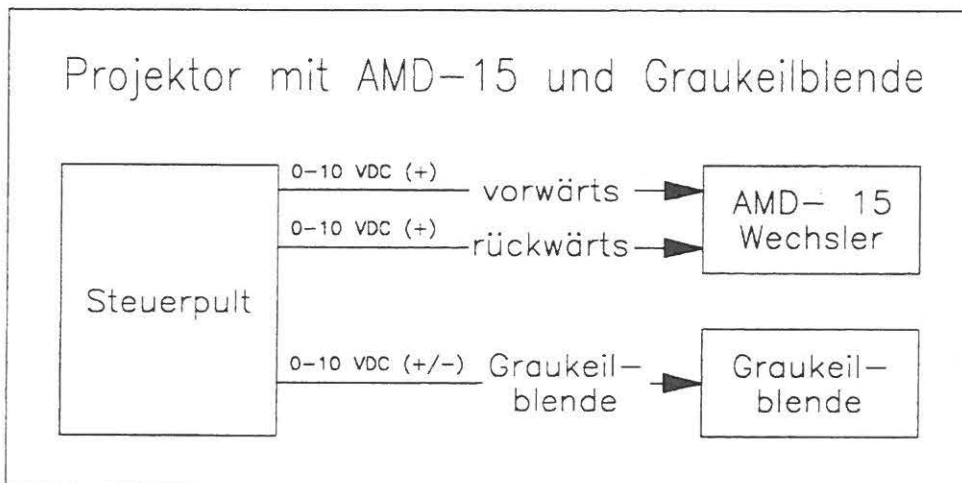 Projektor mit AMD-15 und Graukeilblende
0-10 VDC (+)
vorwärts
0-10 VDC (+)
rückwärts
AMD- 15
Wechsler
Steuerpult
0-10 VDC (+/-)
Graukeil-
blende
Graukeil-
blende